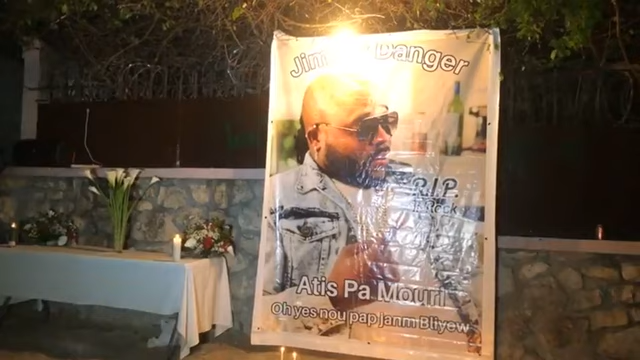 Danger
R.I.P.
Atis Pa Mouri
Oh yes nou pap janm Bliyew